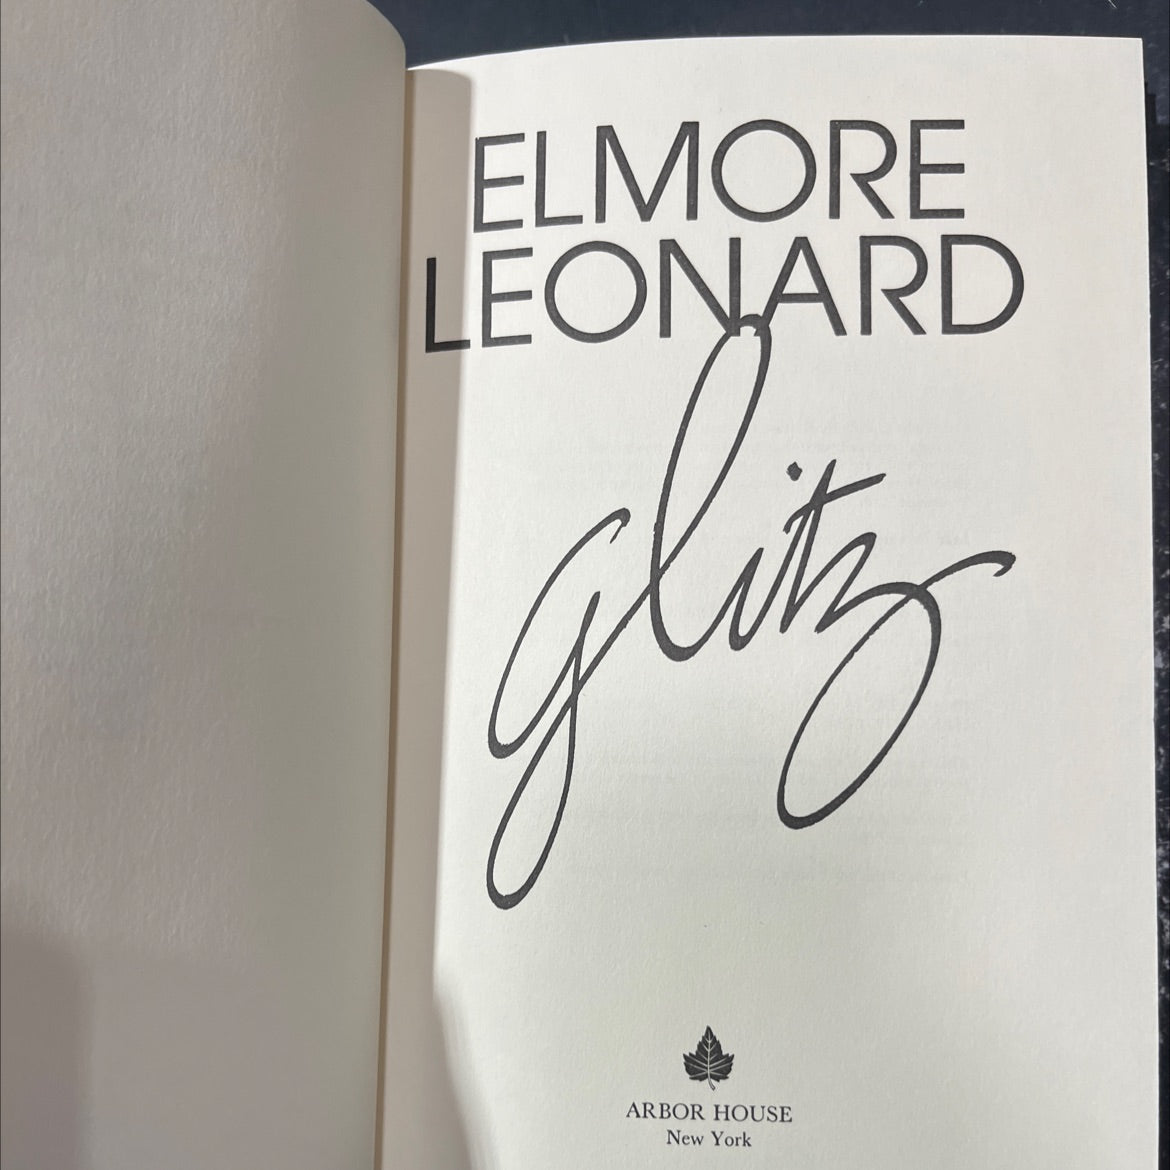 ELMORE
LEONARD
glitz
ARBOR HOUSE
New York